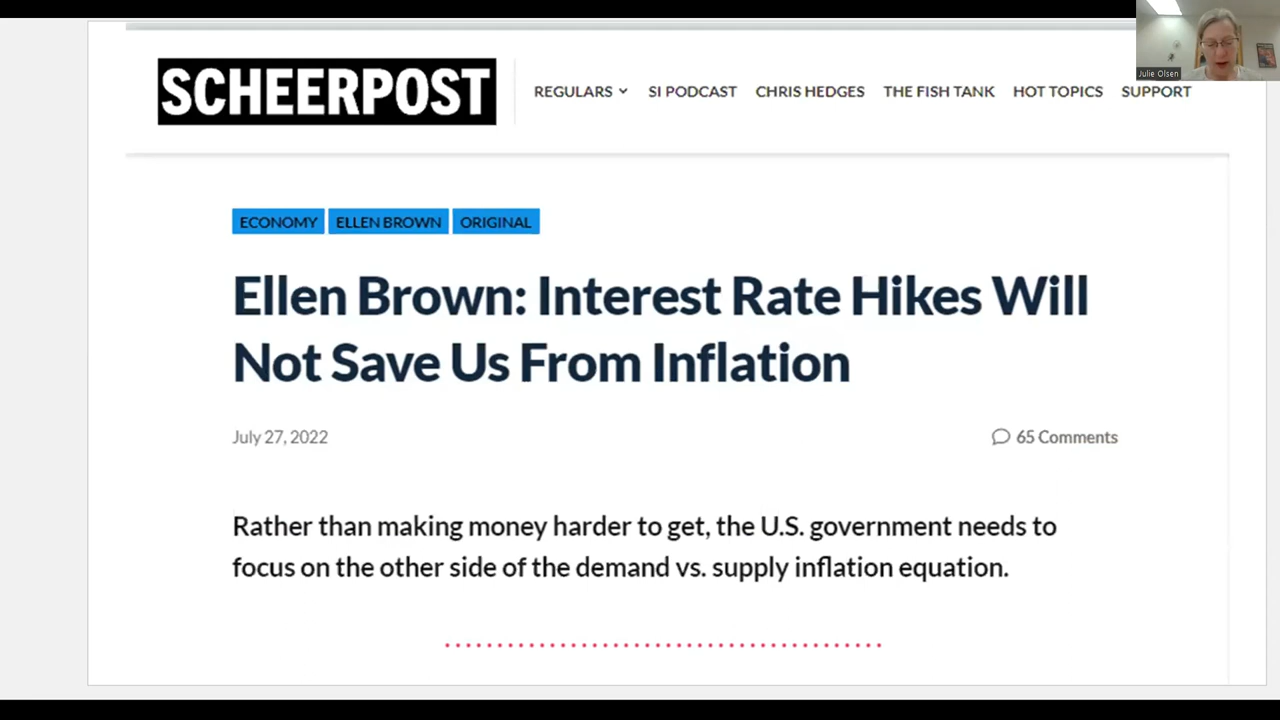 SCHEERPOST
REGULARS
SI PODCAST
CHRIS HEDGES
THE FISH TANK
HOT TOPICS
SUPPORT
Julie Olsen
ECONOMY
ELLEN BROWN
ORIGINAL
Ellen Brown: Interest Rate Hikes Will
Not Save Us From Inflation
July 27, 2022
65 Comments
Rather than making money harder to get, the U.S. government needs to
focus on the other side of the demand vs. supply inflation equation.